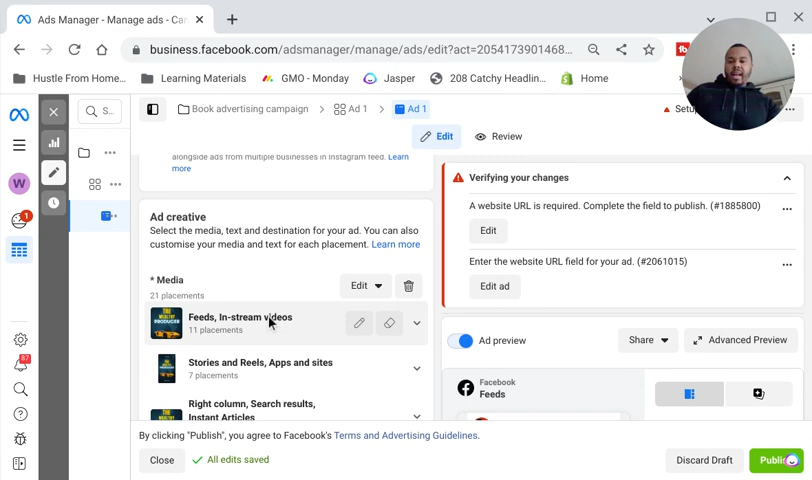 Ads Manager - Manage ads - Can
business.facebook.com/adsmanager/manage/ads/edit?act=2054173901468...
Hustle From Home...
Learning Materials
GMO - Monday
Jasper
208 Catchy Headlin...
Home
S..
Book advertising campaign
Ad 1
Ad 1
Edit
Review
alongside ads from multiple businesses in Instagram feed. Learn
more
Ad creative
Select the media, text and destination for your ad. You can also
customise your media and text for each placement. Learn more
* Media
21 placements
Edit
Feeds, In-stream videos
11 placements
Stories and Reels, Apps and sites
7 placements
Right column, Search results,
Instant Articles
Verifying your changes
A website URL is required. Complete the field to publish. (#1885800)
Edit
Enter the website URL field for your ad. (#2061015)
Edit ad
Ad preview
Share
Advanced Preview
Facebook
Feeds
W
1
87
By clicking "Publish", you agree to Facebook's Terms and Advertising Guidelines.
Close
All edits saved
Discard Draft